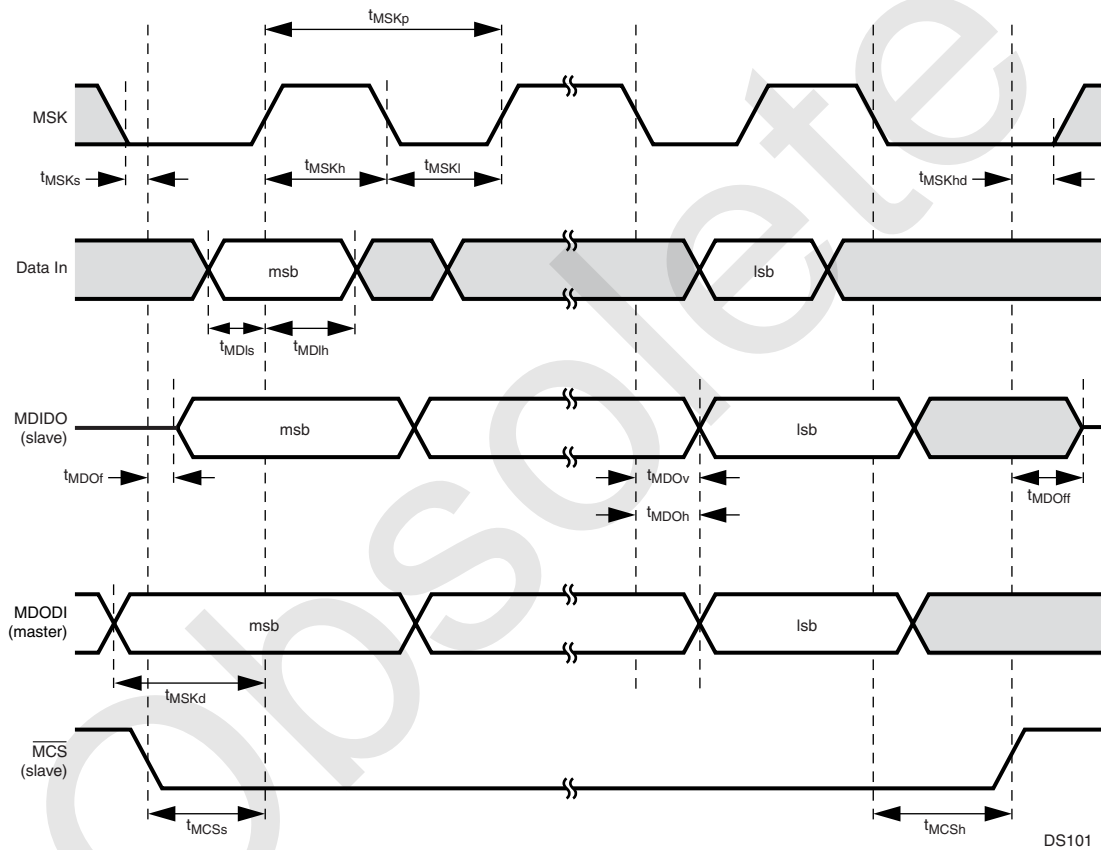 tMSKp
MSK
tMSKs
tMSKh
tMSKl
tMSKhd
Data In
msb
lsb
tMDIs
tMDIh
MDIDO
(slave)
msb
lsb
tMDOf
tMDOv
tMDOh
tMDOff
MDODI
(master)
msb
lsb
tMSKd
MCS
(slave)
tMCSs
tMCSh
DS101
Obsolete